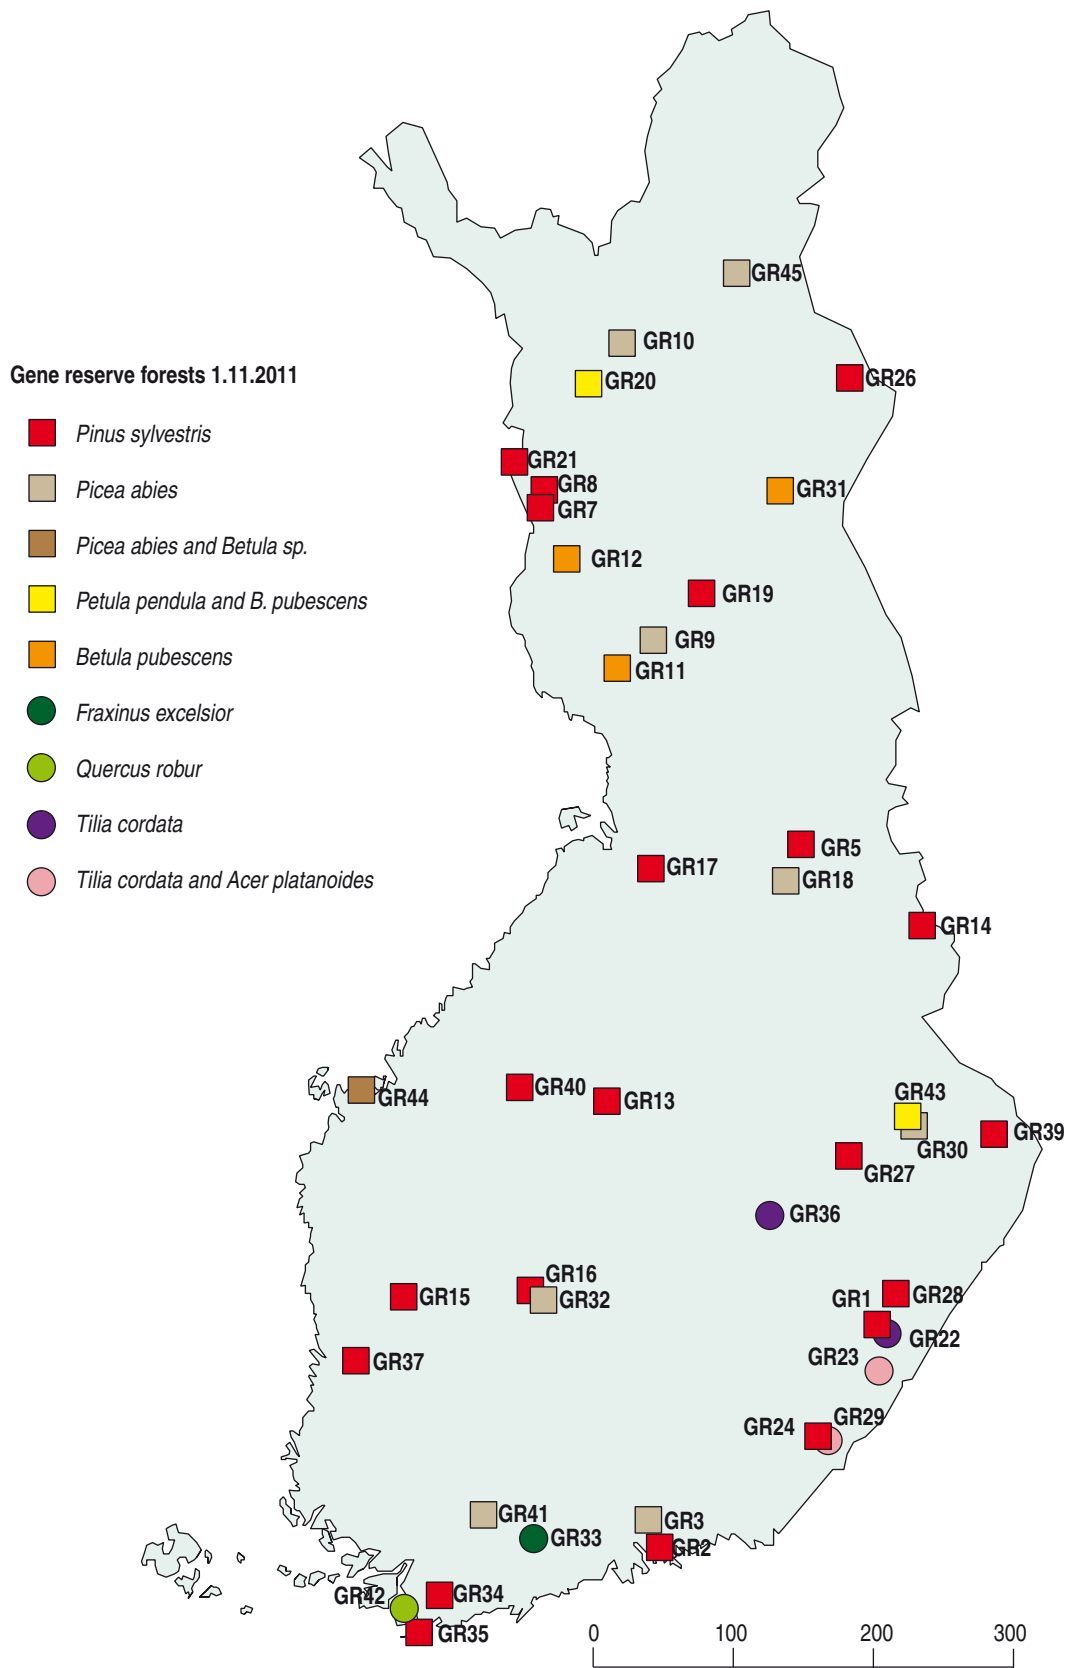 GR45
GR10
Gene reserve forests 1.11.2011
GR20
GR26
Pinus sylvestris
GR21
GR8
Picea abies
GR31
GR7
Picea abies and Betula sp.
GR12
Petula pendula and B. pubescens
GR19
GR9
Betula pubescens
GR11
Fraxinus excelsior
Quercus robur
Tilia cordata
GR5
GR17
Tilia cordata and Acer platanoides
GR18
GR14
GR40
GR43
GR44
GR13
GR39
GR30
GR27
GR36
GR16
GR15
GR32
GR28
GR1
GR22
GR23
GR37
GR29
GR24
GR41
GR3
GR33
GR2
GR42
GR34
GR35
0 100 200 300